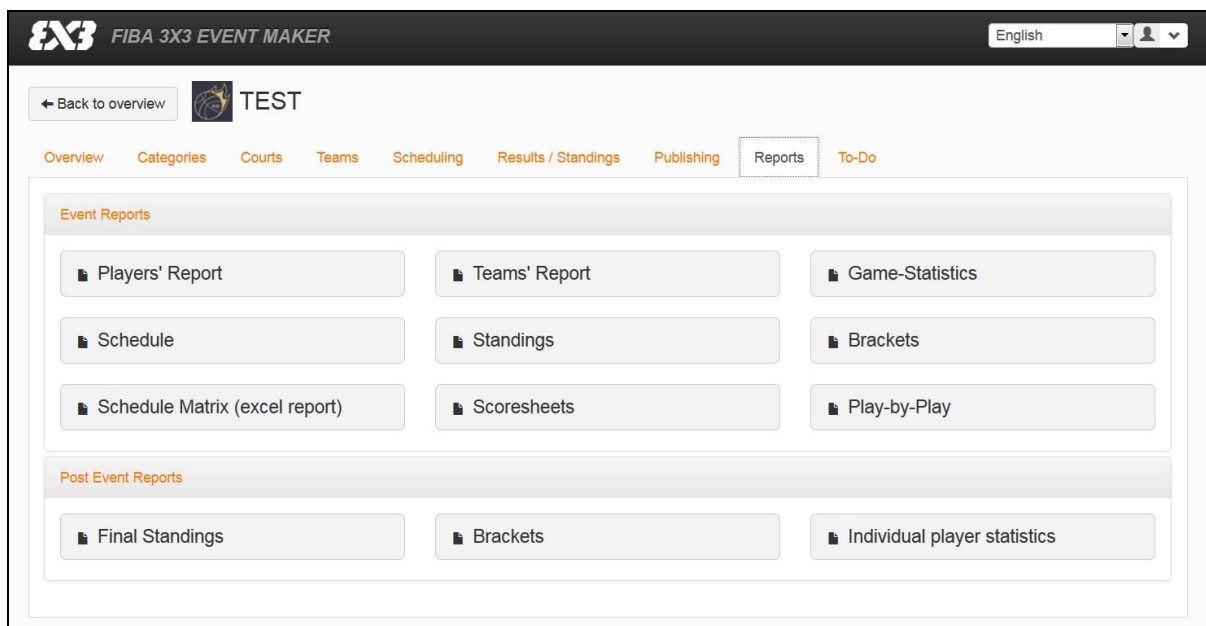 3X3 FIBA 3X3 EVENT MAKER English
Back to overview TEST
Overview Categories Courts Teams Scheduling Results / Standings Publishing Reports To-Do
Event Reports
Players' Report Teams' Report Game-Statistics
Schedule Standings Brackets
Schedule Matrix (excel report) Scoresheets Play-by-Play
Post Event Reports
Final Standings Brackets Individual player statistics